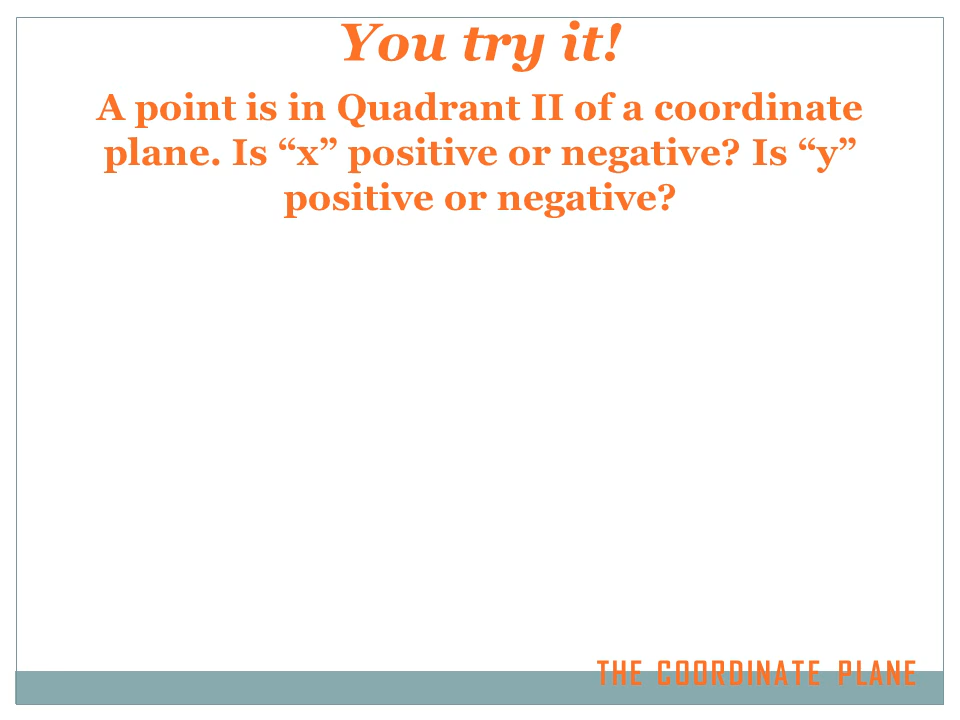 You try it!
A point is in Quadrant II of a coordinate
plane. Is “x” positive or negative? Is “y”
positive or negative?
THE COORDINATE PLANE